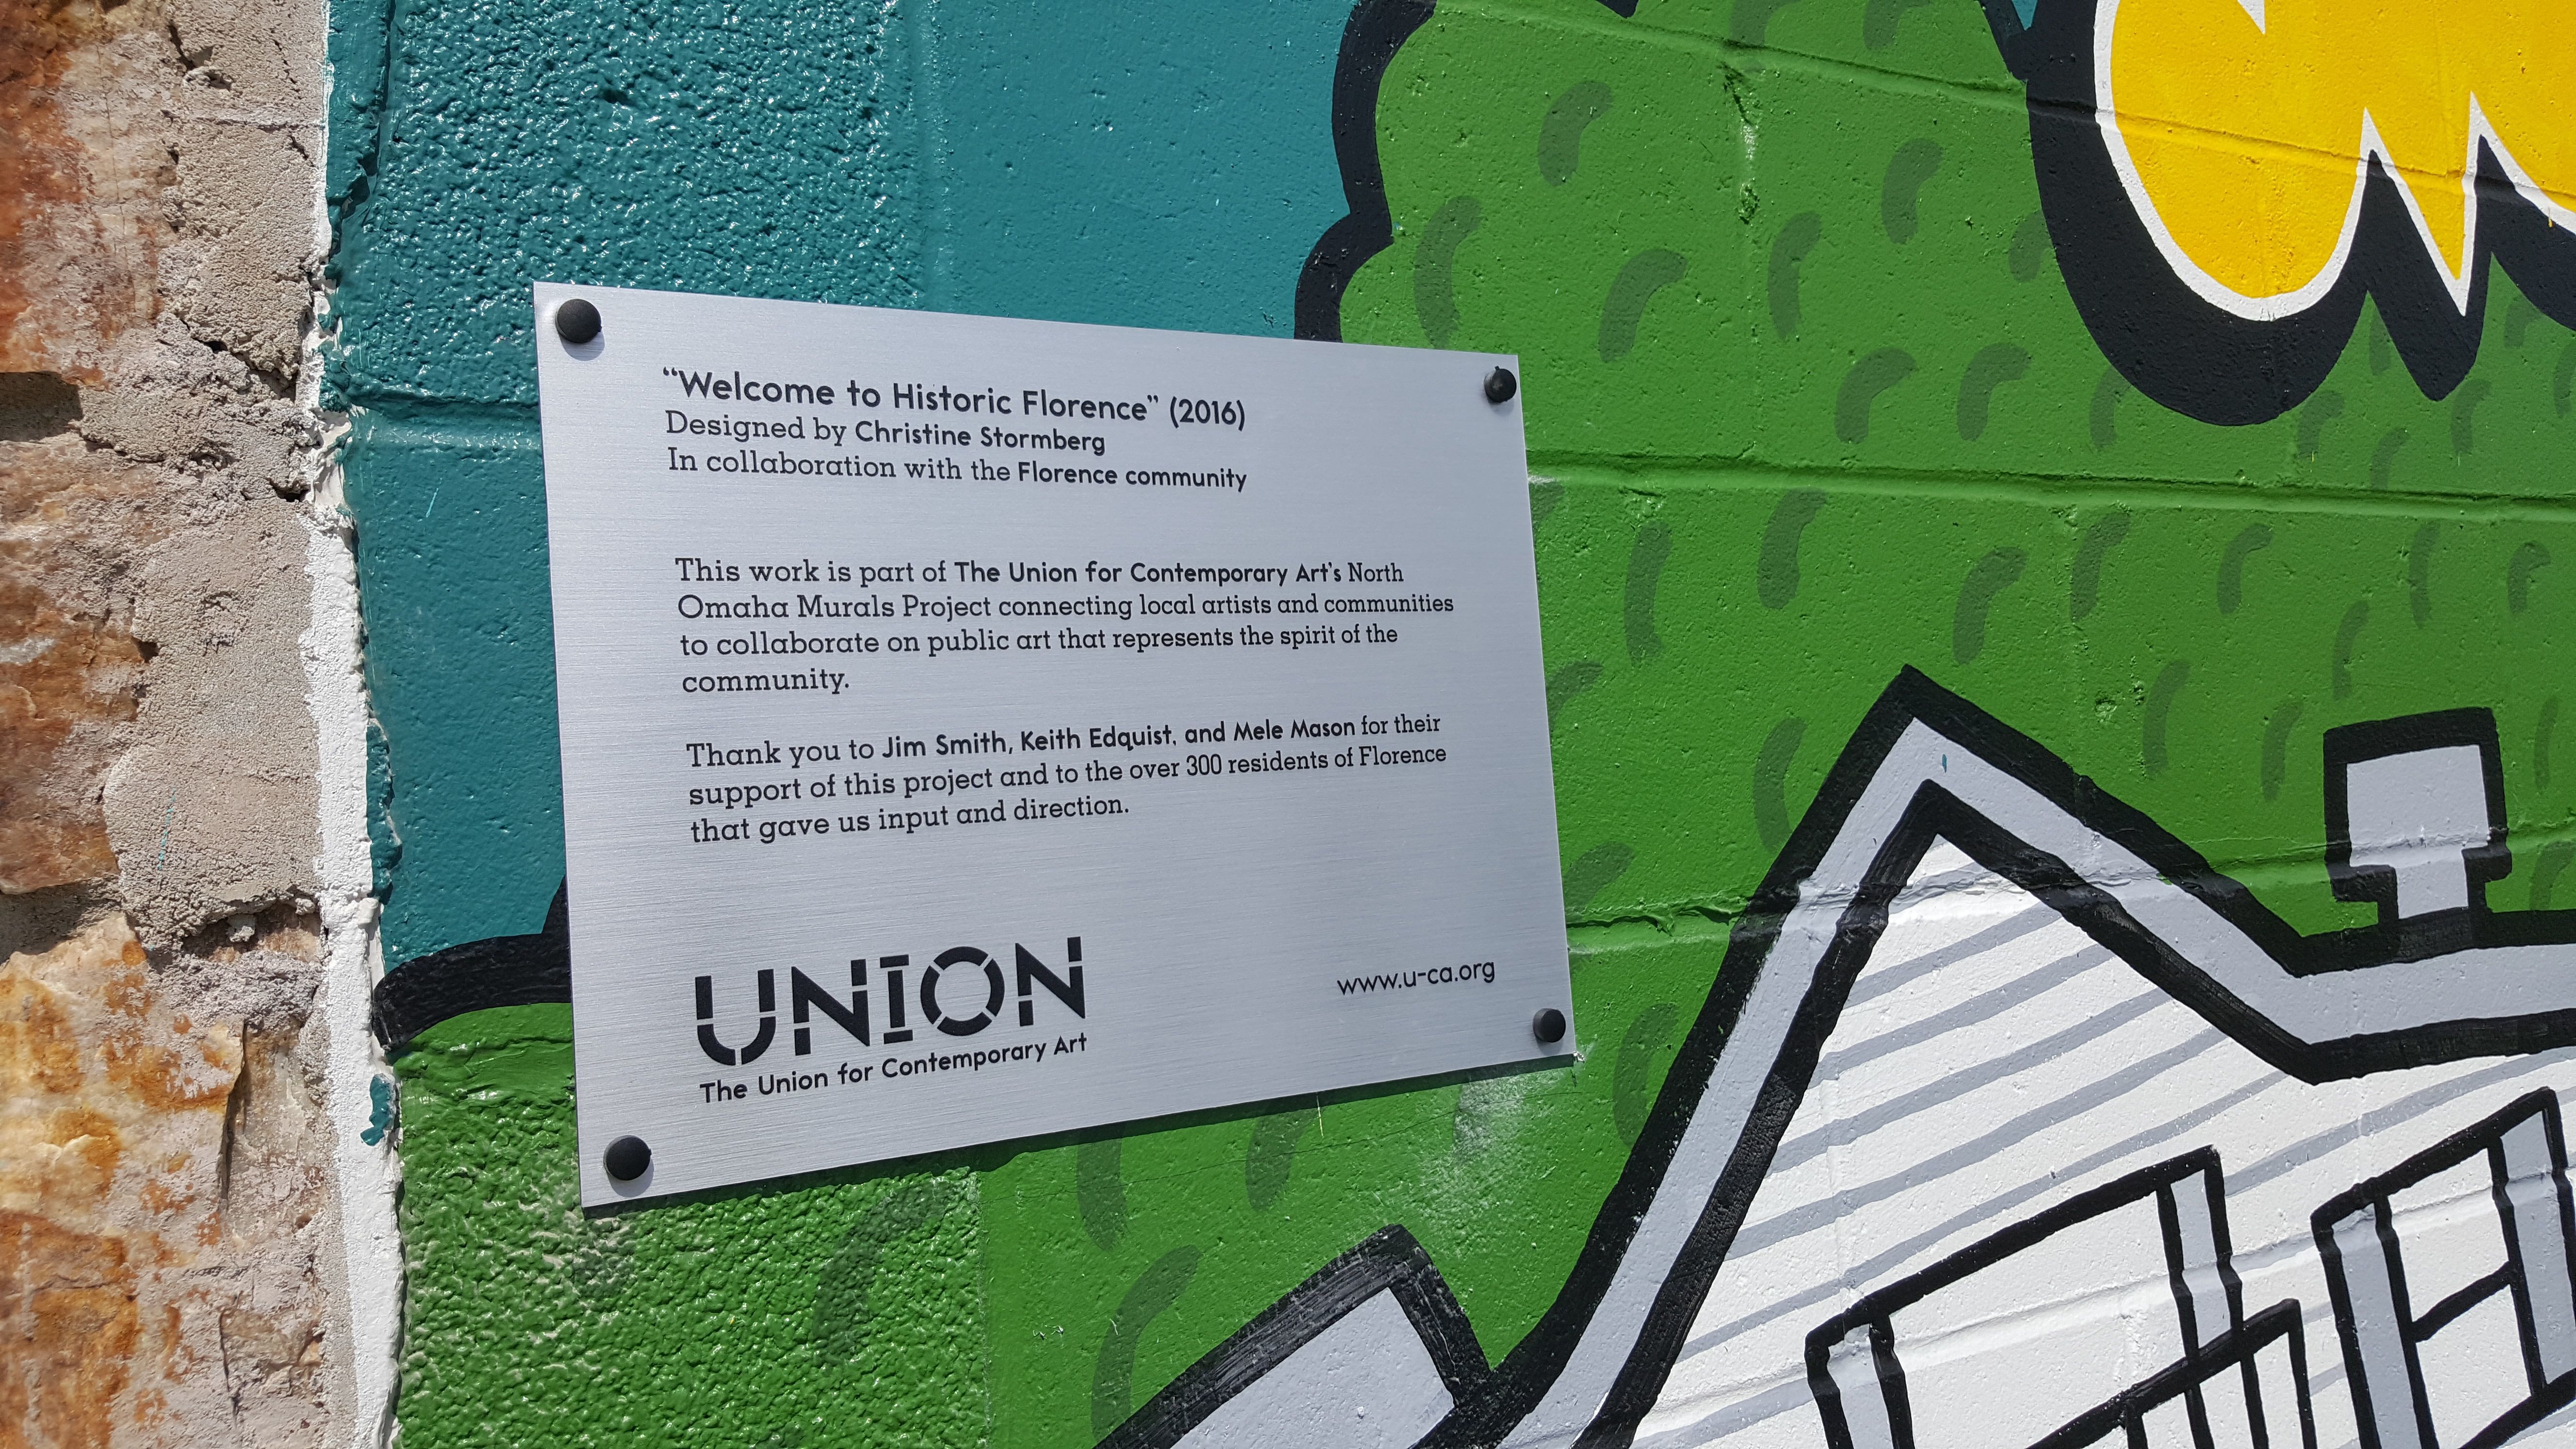 “Welcome to Historic Florence” (2016)
Designed by Christine Stormberg
In collaboration with the Florence community
This work is part of The Union for Contemporary Art's North
Omaha Murals Project connecting local artists and communities
to collaborate on public art that represents the spirit of the
community.
Thank you to Jim Smith, Keith Edquist, and Mele Mason for their
support of this project and to the over 300 residents of Florence
that gave us input and direction.
UNION
The Union for Contemporary Art
www.u-ca.org